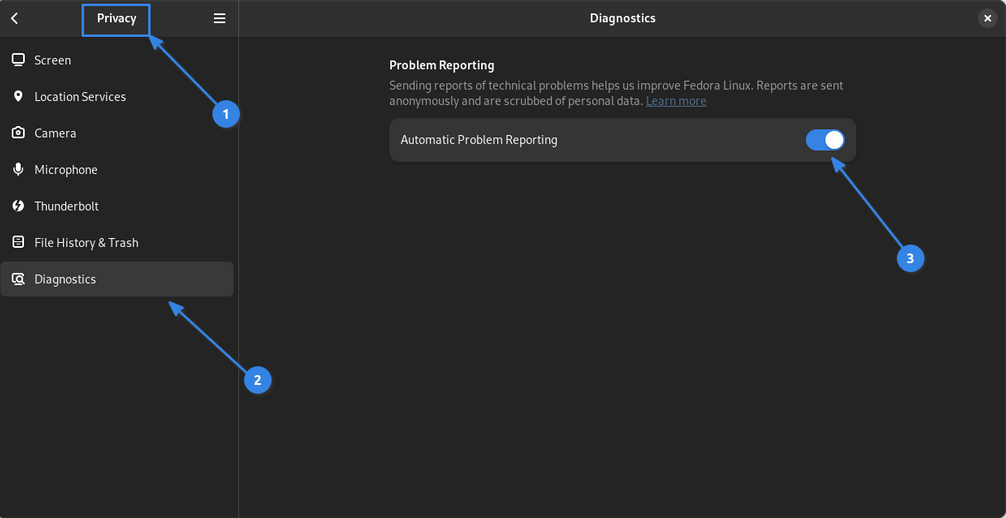 Privacy
Diagnostics
Screen
Location Services
Camera
Microphone
Thunderbolt
File History & Trash
Diagnostics
Problem Reporting
Sending reports of technical problems helps us improve Fedora Linux. Reports are sent
anonymously and are scrubbed of personal data. Learn more
Automatic Problem Reporting
1
2
3